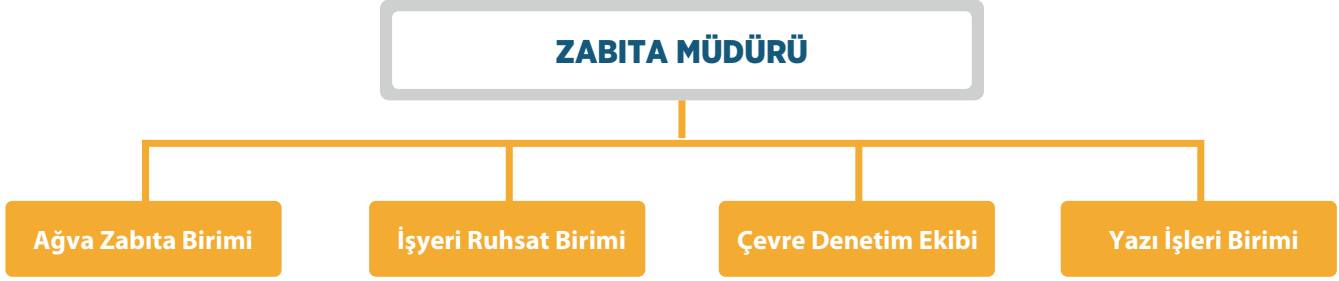 ZABITA MÜDÜRÜ
Ağva Zabıta Birimi
İşyeri Ruhsat Birimi
Çevre Denetim Ekibi
Yazı İşleri Birimi